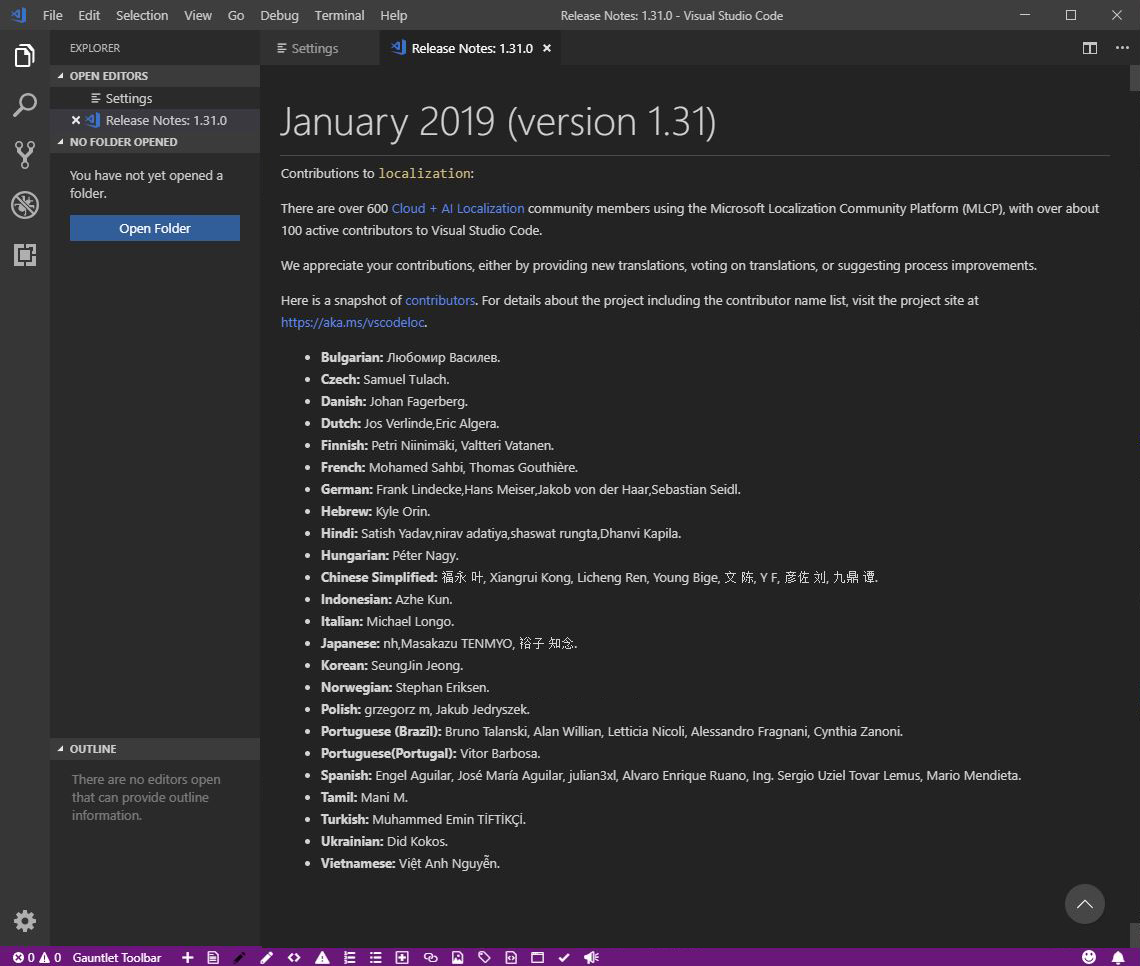 File Edit Selection View Go Debug Terminal Help
Release Notes: 1.31.0 - Visual Studio Code
EXPLORER
OPEN EDITORS
Settings
Release Notes: 1.31.0
NO FOLDER OPENED
You have not yet opened a
folder.
Open Folder
OUTLINE
There are no editors open
that can provide outline
information.
Settings
Release Notes: 1.31.0
January 2019 (version 1.31)
Contributions to localization:
There are over 600 Cloud + AI Localization community members using the Microsoft Localization Community Platform (MLCP), with over about
100 active contributors to Visual Studio Code.
We appreciate your contributions, either by providing new translations, voting on translations, or suggesting process improvements.
Here is a snapshot of contributors. For details about the project including the contributor name list, visit the project site at
https://aka.ms/vscodeloc.
• Bulgarian: Любомир Василев.
• Czech: Samuel Tulach.
• Danish: Johan Fagerberg.
• Dutch: Jos Verlinde,Eric Algera.
• Finnish: Petri Niinimäki, Valtteri Vatanen.
• French: Mohamed Sahbi, Thomas Gouthière.
• German: Frank Lindecke,Hans Meiser,Jakob von der Haar,Sebastian Seidl.
• Hebrew: Kyle Orin.
• Hindi: Satish Yadav,nirav adatiya,shaswat rungta,Dhanvi Kapila.
• Hungarian: Péter Nagy.
• Chinese Simplified: 福永 叶, Xiangrui Kong, Licheng Ren, Young Bige, 文 陈, Y F, 彦佐 刘, 九鼎 谭.
• Indonesian: Azhe Kun.
• Italian: Michael Longo.
• Japanese: nh,Masakazu TENMYO, 裕子 知念.
• Korean: SeungJin Jeong.
• Norwegian: Stephan Eriksen.
• Polish: grzegorz m, Jakub Jedryszek.
• Portuguese (Brazil): Bruno Talanski, Alan Willian, Letticia Nicoli, Alessandro Fragnani, Cynthia Zanoni.
• Portuguese(Portugal): Vitor Barbosa.
• Spanish: Engel Aguilar, José María Aguilar, julian3xl, Alvaro Enrique Ruano, Ing. Sergio Uziel Tovar Lemus, Mario Mendieta.
• Tamil: Mani M.
• Turkish: Muhammed Emin TİFTİKÇİ.
• Ukrainian: Did Kokos.
• Vietnamese: Việt Anh Nguyễn.
0 0 Gauntlet Toolbar